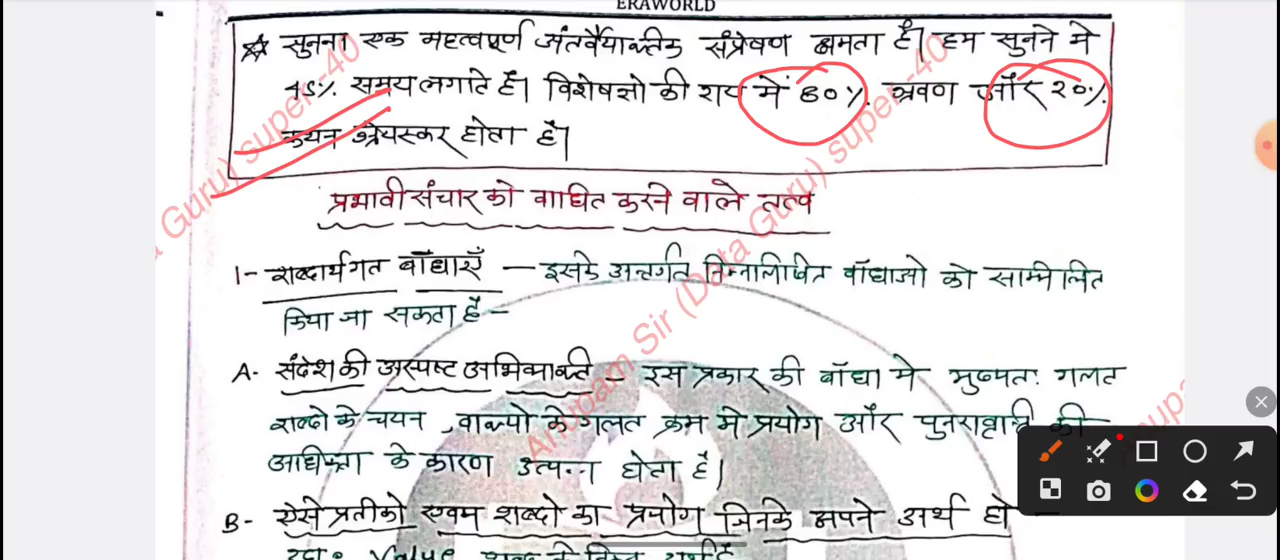 ERAWORLD
☆ सुनना एक महत्वपूर्ण अंतर्वैयक्तिक संप्रेषण क्षमता है। हम सुनने मे
45% समय लगाते हैं। विशेषज्ञो की राय में 80% श्रवण और 20%
कथन श्रेयस्कर होता है।
प्रभावी संचार को वाधित करने वाले तत्व
1- शब्दार्थगत बाँधाएँ – इसके अन्तर्गत निम्नलिखित बाँधाओ को सम्मिलित
किया जा सकता है –
A- संदेश की अस्पष्ट अभिव्यक्ति – इस प्रकार की बाँधा मे मुख्यतः गलत
शब्दो के चयन, वाक्यो के गलत क्रम मे प्रयोग और पुनरावृत्ति की
अधिकता के कारण उत्पन्न होता है।
B- ऐसे प्रतीको एवम शब्दो का प्रयोग जिनके अपने अर्थ हो
Value शब्द के
Anupam Sir (Data Guru) super-40